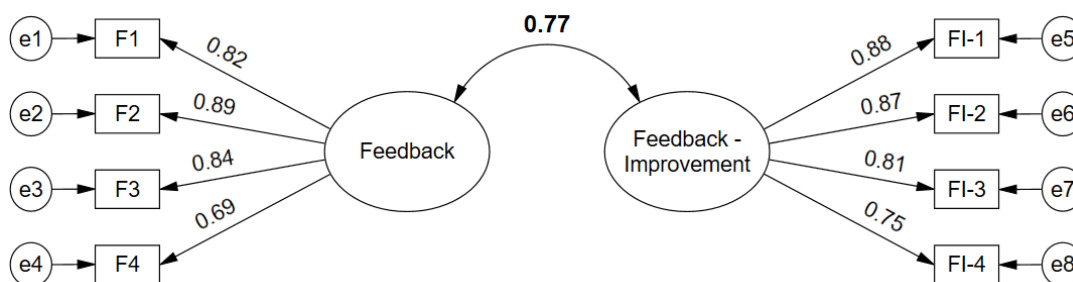 0.77
e1
F1
0.82
e2
F2
0.89
e3
F3
0.84
e4
F4
0.69
Feedback
Feedback -
Improvement
0.88
FI-1
e5
0.87
FI-2
e6
0.81
FI-3
e7
0.75
FI-4
e8